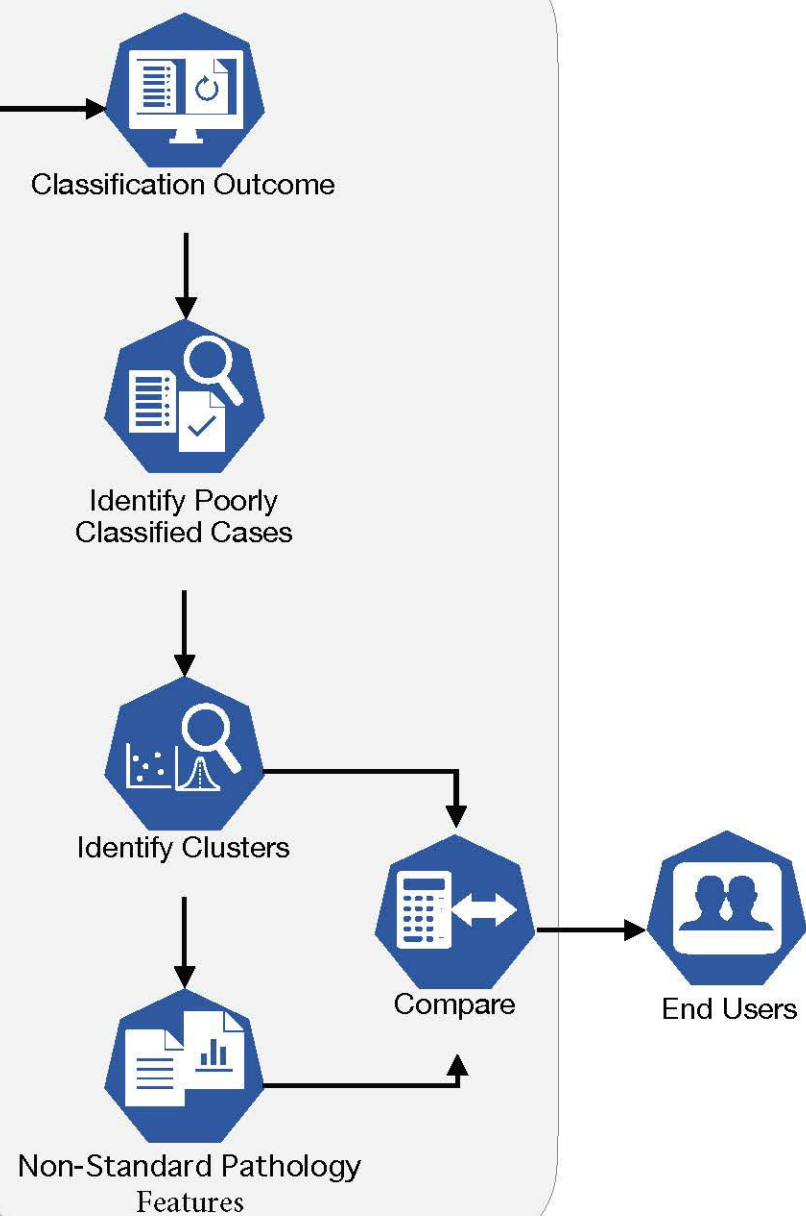 Classification Outcome
Identify Poorly
Classified Cases
Identify Clusters
Compare
End Users
Non-Standard Pathology
Features